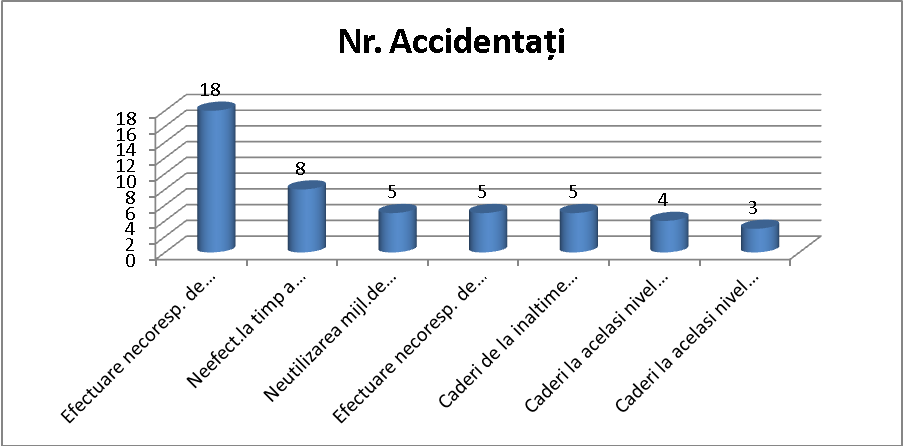 Nr. Accidentați
18
8
5
5
5
4
3
18
16
14
12
10
8
6
4
2
0
Efectuare necoresp. de...
Neefect.la timp a...
Neutilizarea mijl.de...
Efectuare necoresp. de...
Caderi de la inaltime...
Caderi la acelasi nivel...
Caderi la acelasi nivel...